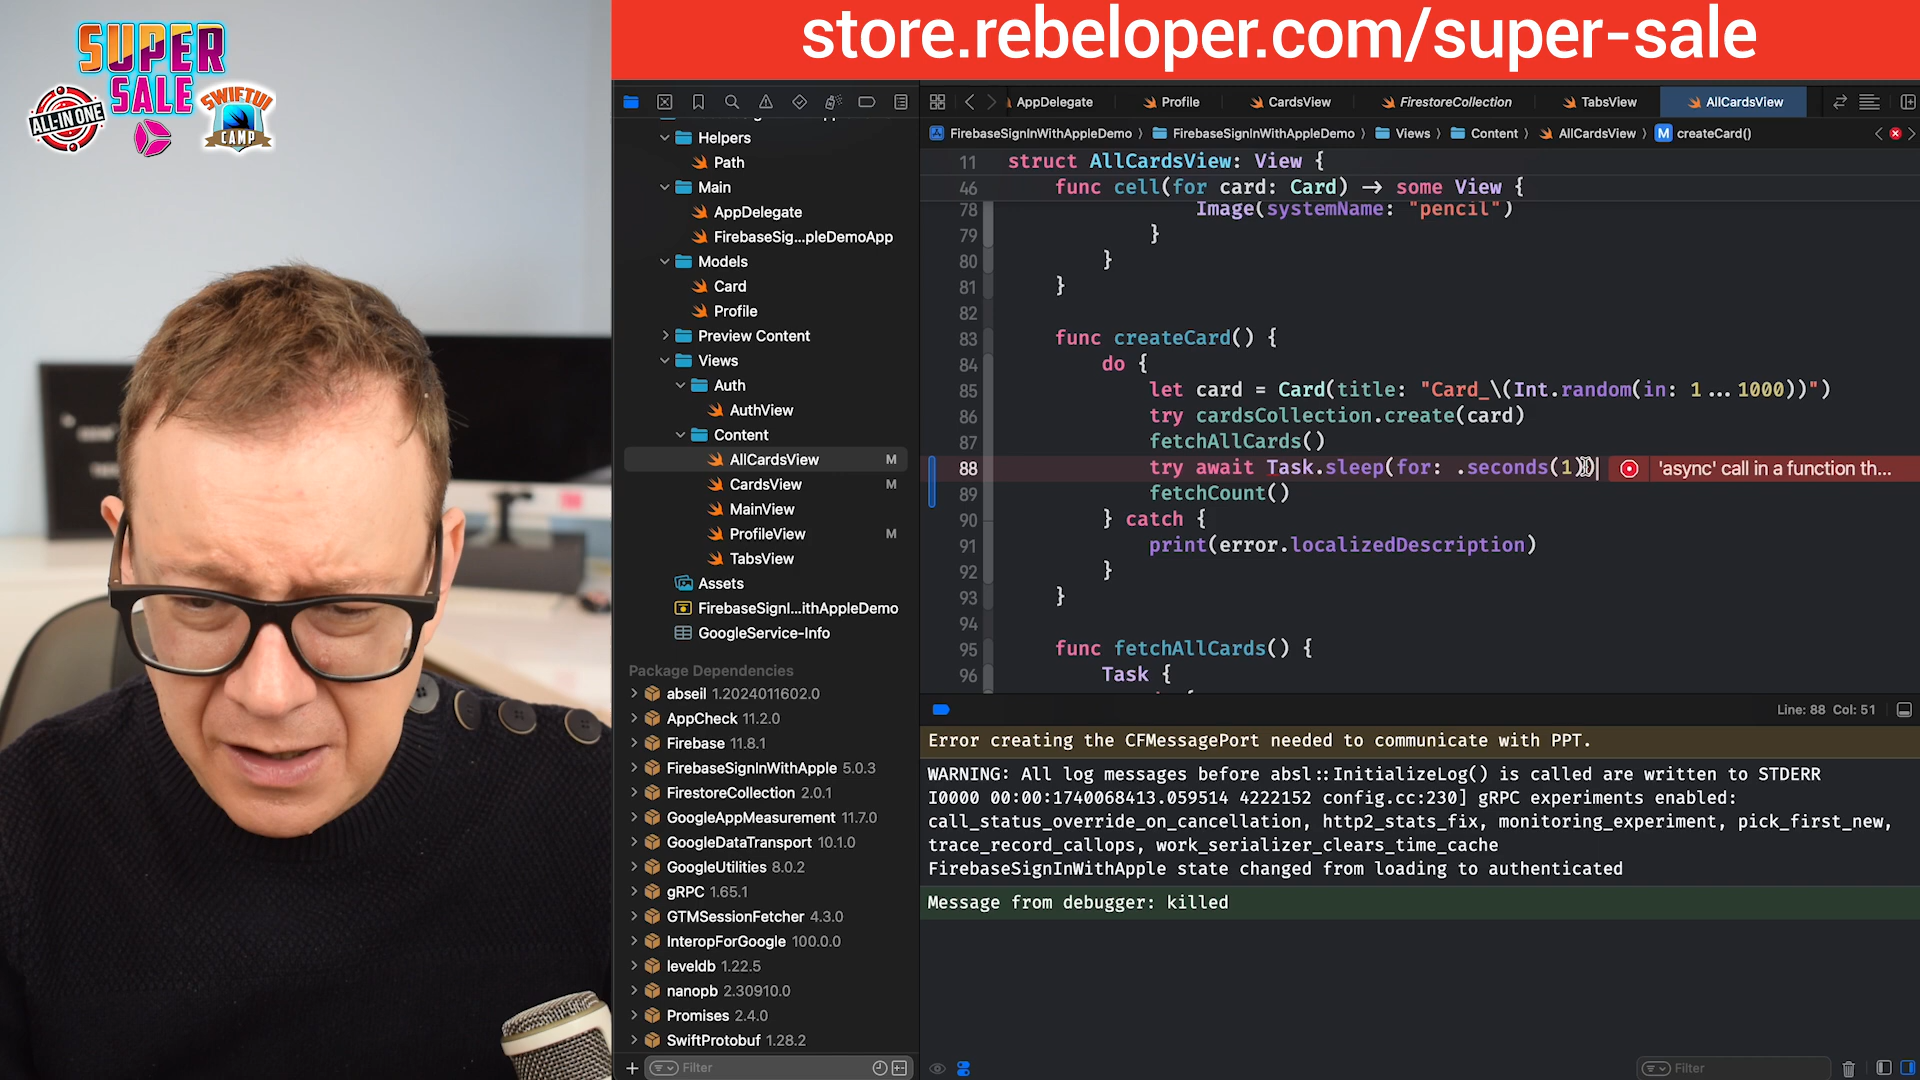 store.rebeloper.com/super-sale
SUPER
SALE
ALL-IN ONE
SWIFTUI
CAMP
AppDelegate
Profile
CardsView
FirestoreCollection
TabsView
AllCardsView
FirebaseSignInWithAppleDemo
FirebaseSignInWithAppleDemo
Views
Content
AllCardsView
M createCard()
Helpers
Path
Main
AppDelegate
FirebaseSig...pleDemoApp
Models
Card
Profile
Preview Content
Views
Auth
AuthView
Content
AllCardsView M
CardsView M
MainView
ProfileView M
TabsView
Assets
FirebaseSignI...ithAppleDemo
GoogleService-Info
Package Dependencies
abseil 1.2024011602.0
AppCheck 11.2.0
Firebase 11.8.1
FirebaseSignInWithApple 5.0.3
FirestoreCollection 2.0.1
GoogleAppMeasurement 11.7.0
GoogleDataTransport 10.1.0
GoogleUtilities 8.0.2
gRPC 1.65.1
GTMSessionFetcher 4.3.0
InteropForGoogle 100.0.0
leveldb 1.22.5
nanopb 2.30910.0
Promises 2.4.0
SwiftProtobuf 1.28.2
Filter
11 struct AllCardsView: View {
46 func cell(for card: Card) -> some View {
78 Image(systemName: "pencil")
79 }
80 }
81 }
82
83 func createCard() {
84 do {
85 let card = Card(title: "Card_\(Int.random(in: 1...1000))")
86 try cardsCollection.create(card)
87 fetchAllCards()
88 try await Task.sleep(for: .seconds(1)) 'async' call in a function th...
89 fetchCount()
90 } catch {
91 print(error.localizedDescription)
92 }
93 }
94
95 func fetchAllCards() {
96 Task {
Line: 88 Col: 51
Error creating the CFMessagePort needed to communicate with PPT.
WARNING: All log messages before absl::InitializeLog() is called are written to STDERR
I0000 00:00:1740068413.059514 4222152 config.cc:230] gRPC experiments enabled:
call_status_override_on_cancellation, http2_stats_fix, monitoring_experiment, pick_first_new,
trace_record_callops, work_serializer_clears_time_cache
FirebaseSignInWithApple state changed from loading to authenticated
Message from debugger: killed
Filter